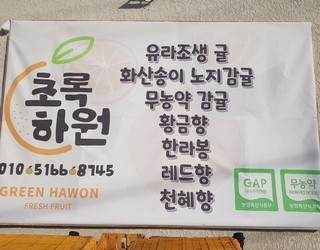 초록
하원
010-5166-8745
GREEN HAWON
FRESH FRUIT
유라조생 귤
화산송이 노지감귤
무농약 감귤
황금향
한라봉
레드향
천혜향
GAP
무농약